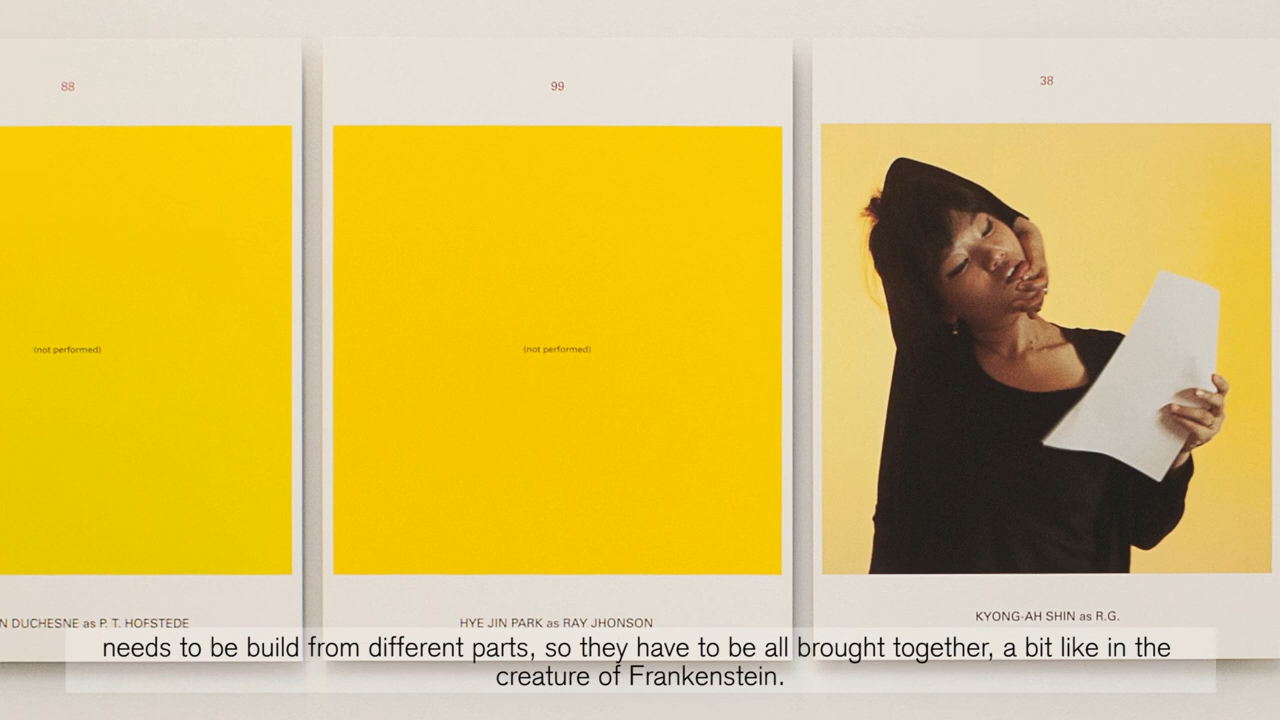 88
99
38
(not performed)
(not performed)
N DUCHESNE as P. T. HOFSTEDE
HYE JIN PARK as RAY JHONSON
KYONG-AH SHIN as R.G.
needs to be build from different parts, so they have to be all brought together, a bit like in the
creature of Frankenstein.